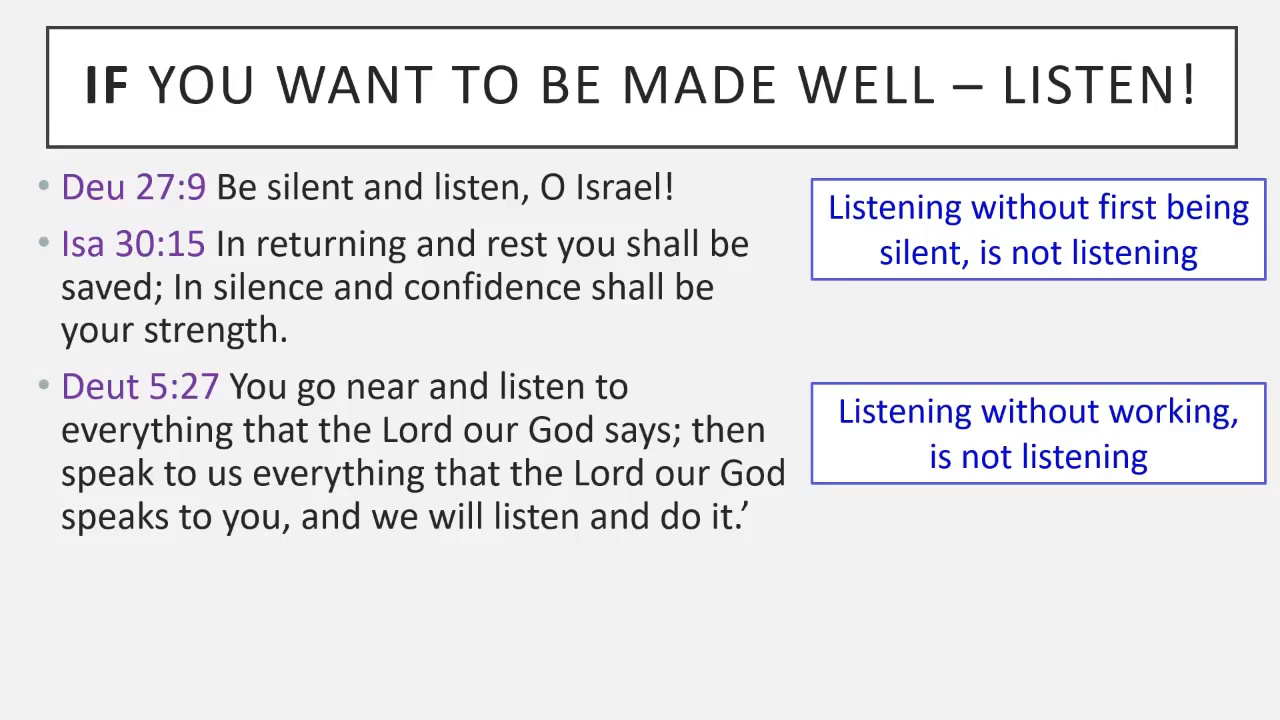 IF YOU WANT TO BE MADE WELL – LISTEN!
• Deu 27:9 Be silent and listen, O Israel!
• Isa 30:15 In returning and rest you shall be
saved; In silence and confidence shall be
your strength.
• Deut 5:27 You go near and listen to
everything that the Lord our God says; then
speak to us everything that the Lord our God
speaks to you, and we will listen and do it.’
Listening without first being
silent, is not listening
Listening without working,
is not listening